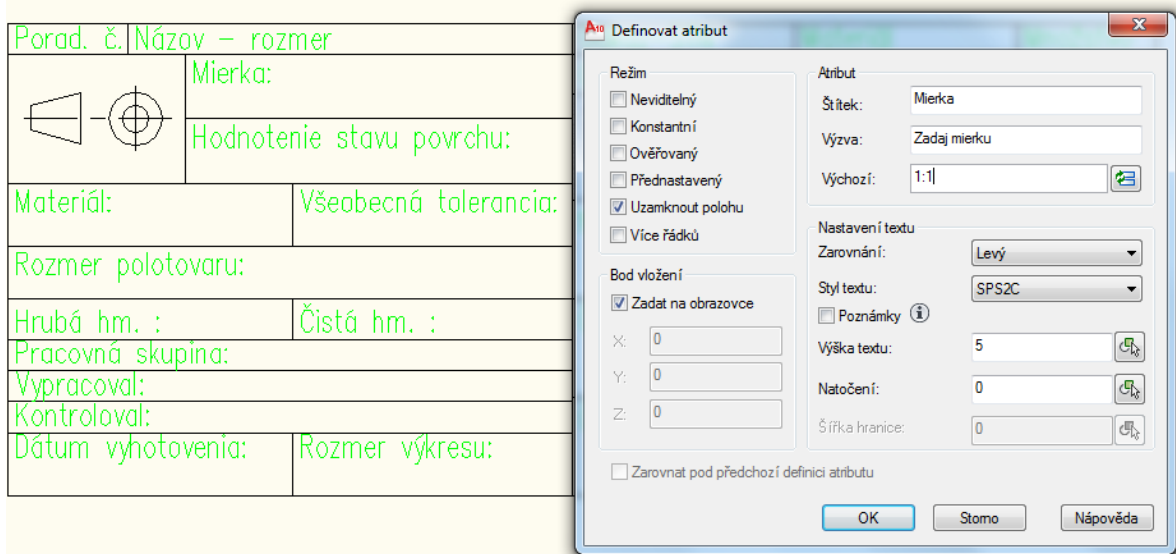 Porad. č. Názov – rozmer
Mierka:
Hodnotenie stavu povrchu:
Materiál: Všeobecná tolerancia:
Rozmer polotovaru:
Hrubá hm. : Čistá hm. :
Pracovná skupina:
Vypracoval:
Kontroloval:
Dátum vyhotovenia: Rozmer výkresu:
A10 Definovat atribut
Režim
Neviditelný
Konstantní
Ověřovaný
Přednastavený
Uzamknout polohu
Více řádků
Bod vložení
Zadat na obrazovce
X: 0
Y: 0
Z: 0
Atribut
Štítek: Mierka
Výzva: Zadaj mierku
Výchozí: 1:1
Nastavení textu
Zarovnání: Levý
Styl textu: SPS2C
Poznámky
Výška textu: 5
Natočení: 0
Šířka hranice: 0
Zarovnat pod předchozí definici atributu
OK Storno Nápověda